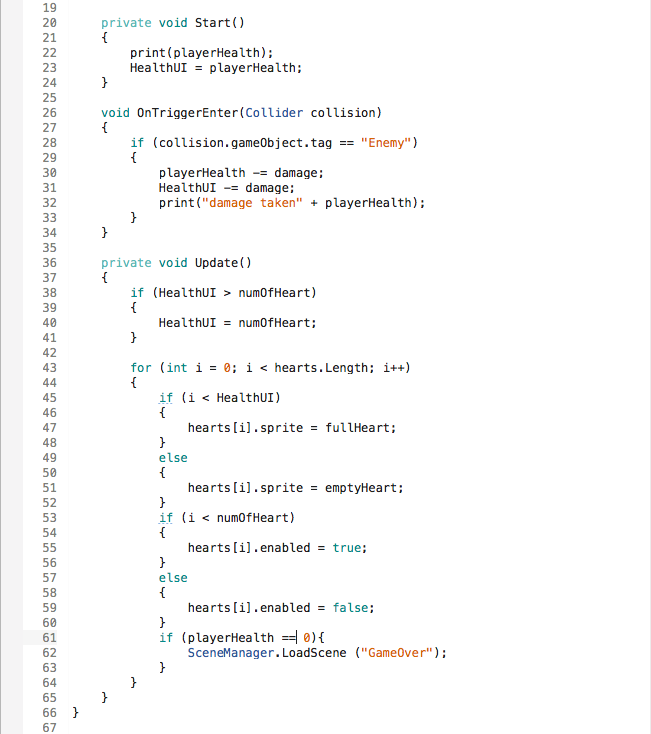 19
20 private void Start()
21 {
22 print(playerHealth);
23 HealthUI = playerHealth;
24 }
25
26 void OnTriggerEnter(Collider collision)
27 {
28 if (collision.gameObject.tag == "Enemy")
29 {
30 playerHealth -= damage;
31 HealthUI -= damage;
32 print("damage taken" + playerHealth);
33 }
34 }
35
36 private void Update()
37 {
38 if (HealthUI > numOfHeart)
39 {
40 HealthUI = numOfHeart;
41 }
42
43 for (int i = 0; i < hearts.Length; i++)
44 {
45 if (i < HealthUI)
46 {
47 hearts[i].sprite = fullHeart;
48 }
49 else
50 {
51 hearts[i].sprite = emptyHeart;
52 }
53 if (i < numOfHeart)
54 {
55 hearts[i].enabled = true;
56 }
57 else
58 {
59 hearts[i].enabled = false;
60 }
61 if (playerHealth == 0){
62 SceneManager.LoadScene ("GameOver");
63 }
64 }
65 }
66 }
67